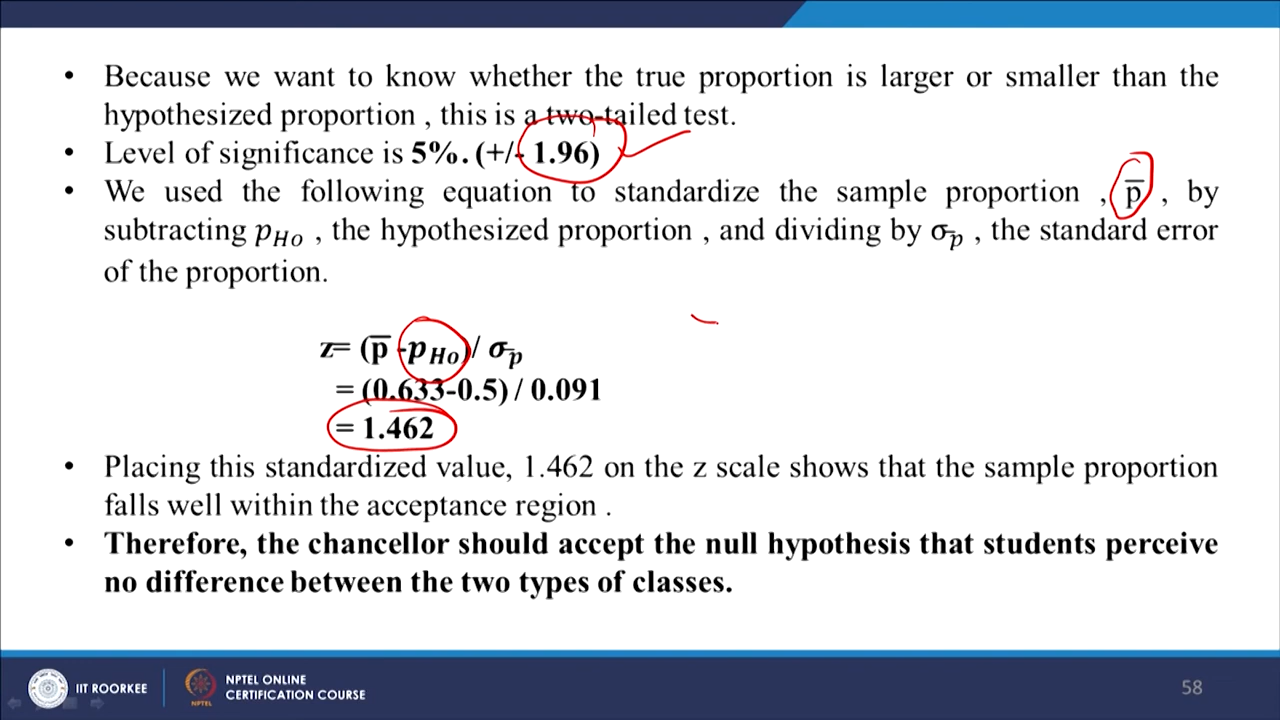 • Because we want to know whether the true proportion is larger or smaller than the
hypothesized proportion , this is a two-tailed test.
• Level of significance is 5%. (+/- 1.96)
• We used the following equation to standardize the sample proportion , p̅ , by
subtracting p_Ho , the hypothesized proportion , and dividing by σ_p̅ , the standard error
of the proportion.
z= (p̅ -p_Ho)/ σ_p̅
= (0.633-0.5) / 0.091
= 1.462
• Placing this standardized value, 1.462 on the z scale shows that the sample proportion
falls well within the acceptance region .
• Therefore, the chancellor should accept the null hypothesis that students perceive
no difference between the two types of classes.
IIT ROORKEE
NPTEL
NPTEL ONLINE
CERTIFICATION COURSE
58